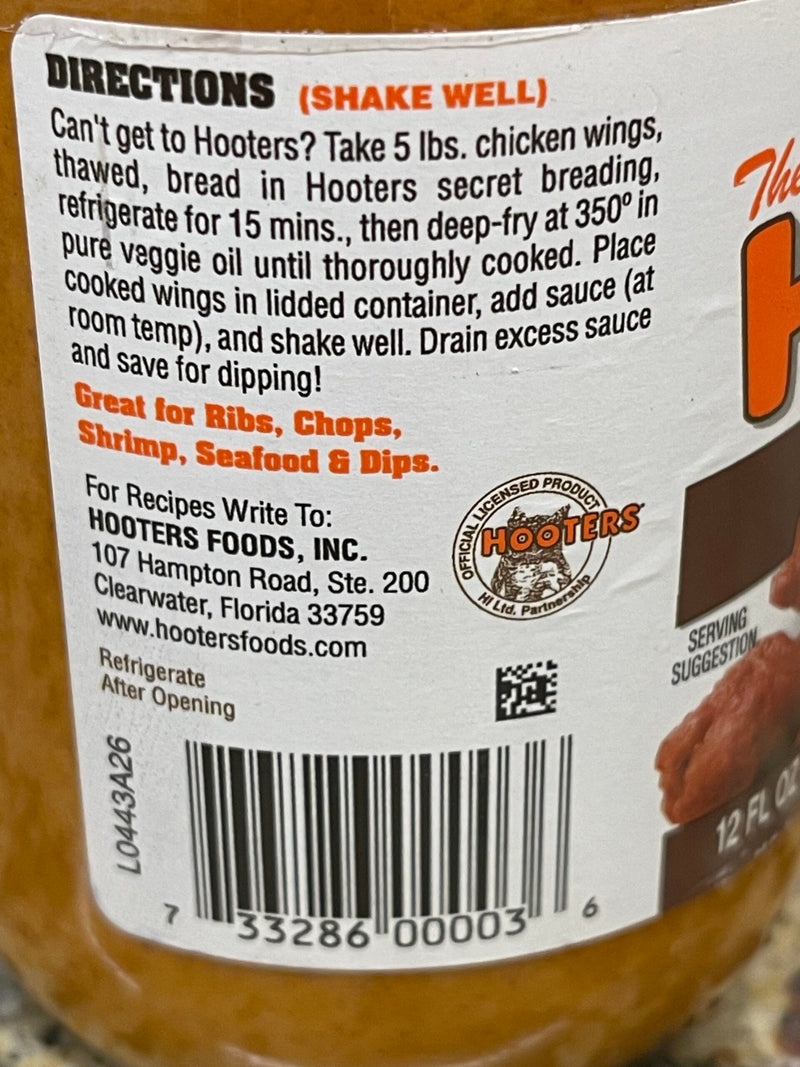 DIRECTIONS (SHAKE WELL)
Can't get to Hooters? Take 5 lbs. chicken wings,
thawed, bread in Hooters secret breading,
refrigerate for 15 mins., then deep-fry at 350º in
pure veggie oil until thoroughly cooked. Place
cooked wings in lidded container, add sauce (at
room temp), and shake well. Drain excess sauce
and save for dipping!
Great for Ribs, Chops,
Shrimp, Seafood & Dips.
For Recipes Write To:
HOOTERS FOODS, INC.
107 Hampton Road, Ste. 200
Clearwater, Florida 33759
www.hootersfoods.com
Refrigerate
After Opening
OFFICIAL LICENSED PRODUCT
HOOTERS
HI Ltd. Partnership
L0443A26
7 33286 00003 6
The
H
SERVING
SUGGESTION
12 FL OZ